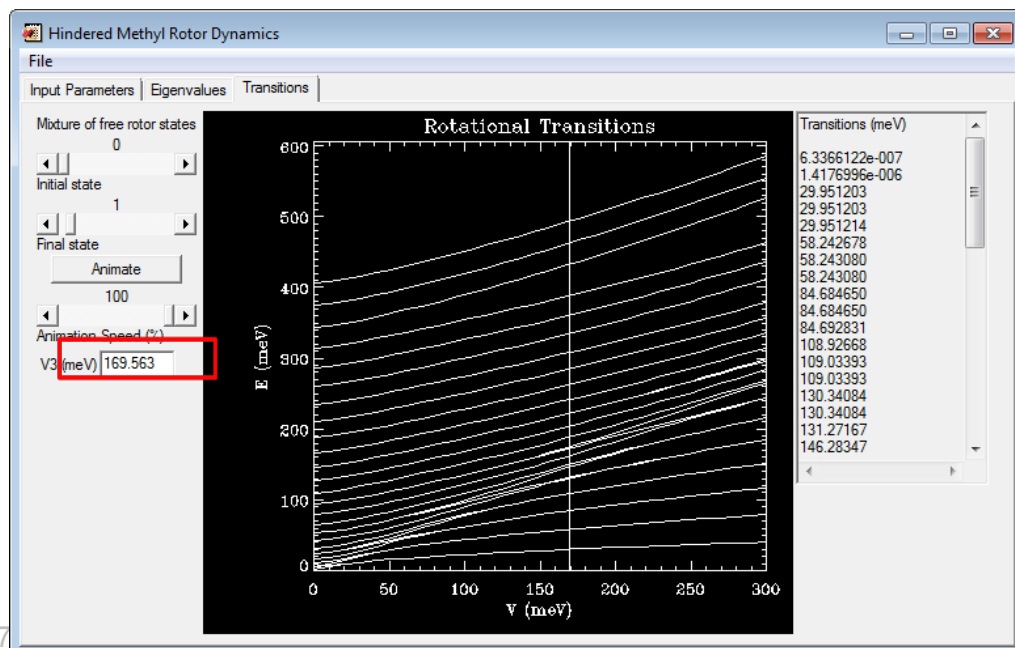 Hindered Methyl Rotor Dynamics
File
Input Parameters Eigenvalues Transitions
Mixture of free rotor states
0
Initial state
1
Final state
Animate
100
Animation Speed (%)
V3 (meV) 169.563
Rotational Transitions
E (meV)
600
500
400
300
200
100
0
0 50 100 150 200 250 300
V (meV)
Transitions (meV)
6.3366122e-007
1.4176996e-006
29.951203
29.951203
29.951214
58.242678
58.243080
58.243080
84.684650
84.684650
84.692831
108.92668
109.03393
109.03393
130.34084
130.34084
131.27167
146.28347
7